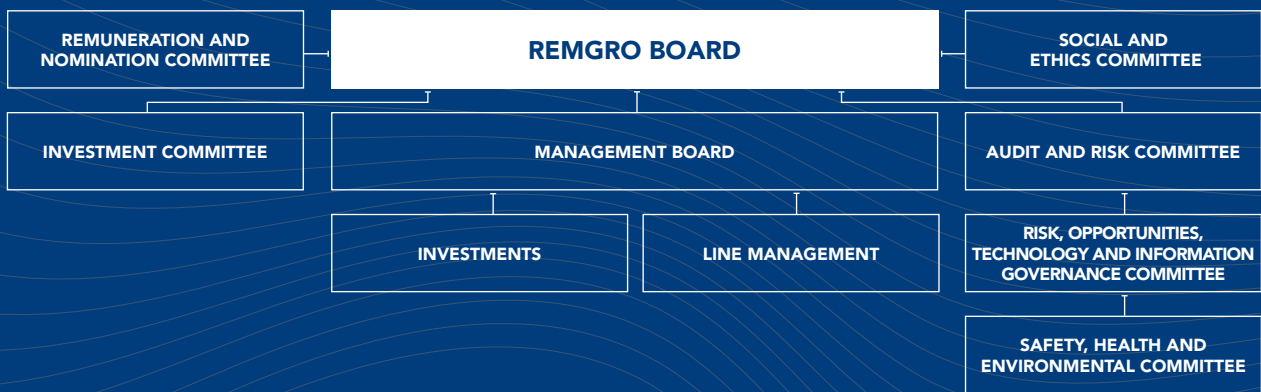 REMUNERATION AND
NOMINATION COMMITTEE
REMGRO BOARD
SOCIAL AND
ETHICS COMMITTEE
INVESTMENT COMMITTEE
MANAGEMENT BOARD
AUDIT AND RISK COMMITTEE
INVESTMENTS
LINE MANAGEMENT
RISK, OPPORTUNITIES,
TECHNOLOGY AND INFORMATION
GOVERNANCE COMMITTEE
SAFETY, HEALTH AND
ENVIRONMENTAL COMMITTEE